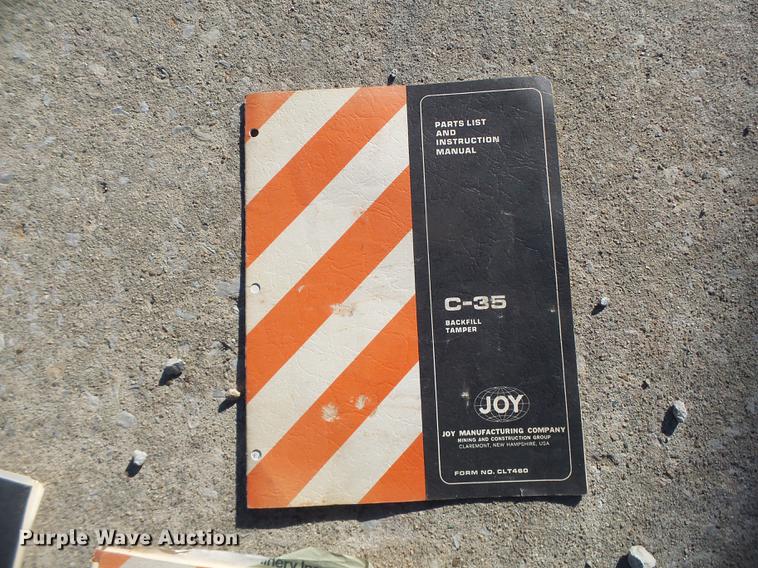 PARTS LIST
AND
INSTRUCTION
MANUAL
C-35
BACKFILL
TAMPER
JOY
JOY MANUFACTURING COMPANY
MINING AND CONSTRUCTION GROUP
CLAREMONT, NEW HAMPSHIRE, USA
FORM NO. CLT460
Purple Wave Auction